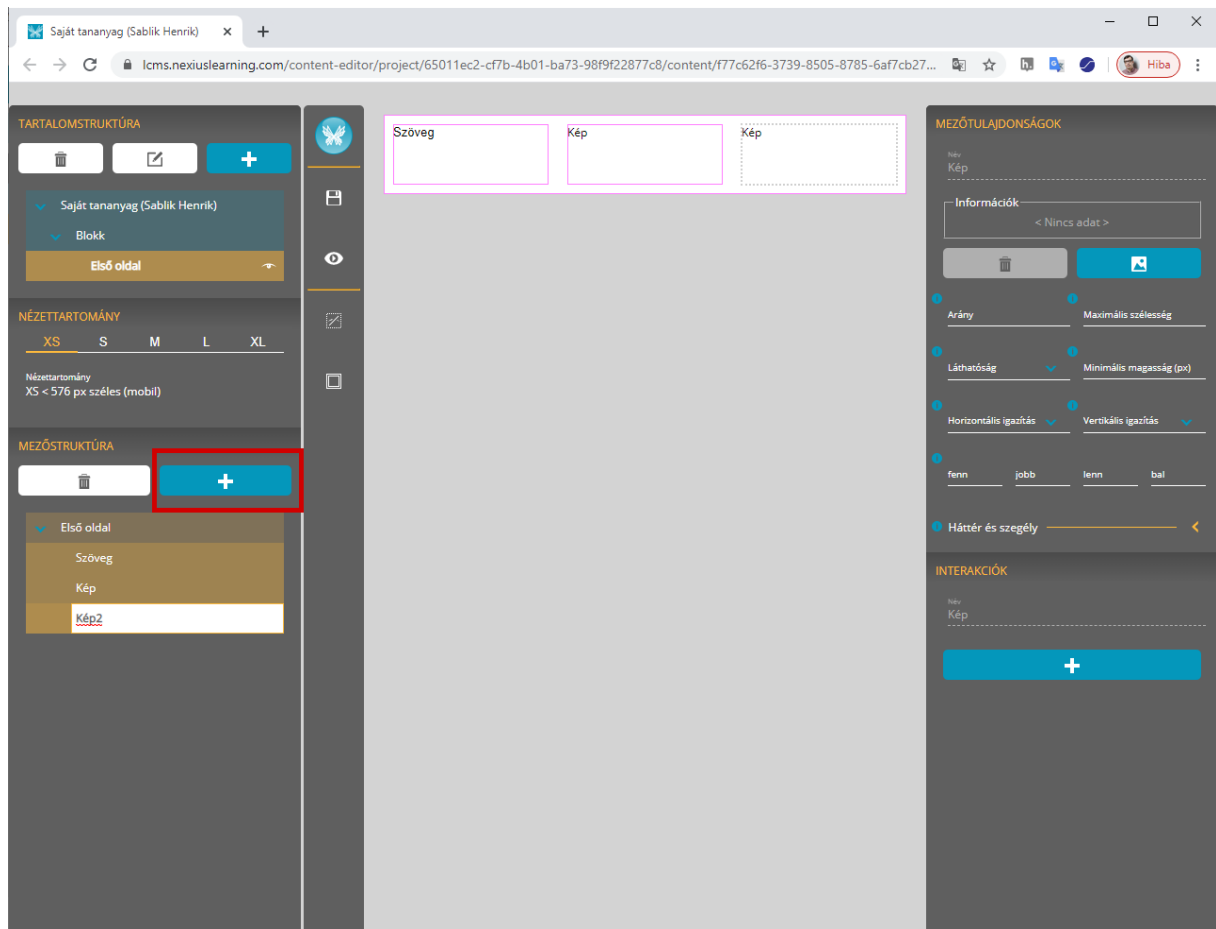 Saját tananyag (Sablik Henrik)
lcms.nexiuslearning.com/content-editor/project/65011ec2-cf7b-4b01-ba73-98f9f22877c8/content/f77c62f6-3739-8505-8785-6af7cb27...
Hiba
TARTALOMSTRUKTÚRA
Saját tananyag (Sablik Henrik)
Blokk
Első oldal
NÉZETTARTOMÁNY
XS S M L XL
Nézettartomány
XS < 576 px széles (mobil)
MEZŐSTRUKTÚRA
Első oldal
Szöveg
Kép
Kép2
Szöveg
Kép
Kép
MEZŐTULAJDONSÁGOK
Név
Kép
Információk
< Nincs adat >
Arány Maximális szélesség
Láthatóság Minimális magasság (px)
Horizontális igazítás Vertikális igazítás
fenn jobb lenn bal
Háttér és szegély
INTERAKCIÓK
Név
Kép